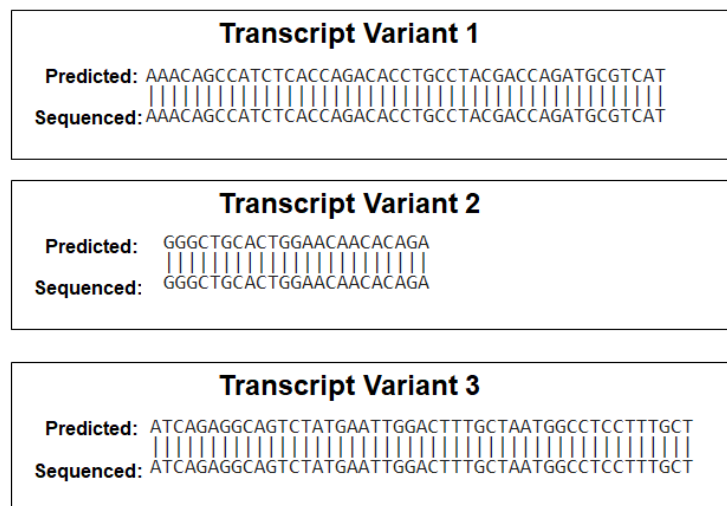 Transcript Variant 1
Predicted: AAACAGCCATCTCACCAGACACCTGCCTACGACCAGATGCGTCAT
||||||||||||||||||||||||||||||||||||||||||||
Sequenced: AAACAGCCATCTCACCAGACACCTGCCTACGACCAGATGCGTCAT
Transcript Variant 2
Predicted: GGGCTGCACTGGAACAACACAGA
|||||||||||||||||||||||
Sequenced: GGGCTGCACTGGAACAACACAGA
Transcript Variant 3
Predicted: ATCAGAGGCAGTCTATGAATTGGACTTTGCTAATGGCCTCCTTTGCT
||||||||||||||||||||||||||||||||||||||||||||||
Sequenced: ATCAGAGGCAGTCTATGAATTGGACTTTGCTAATGGCCTCCTTTGCT